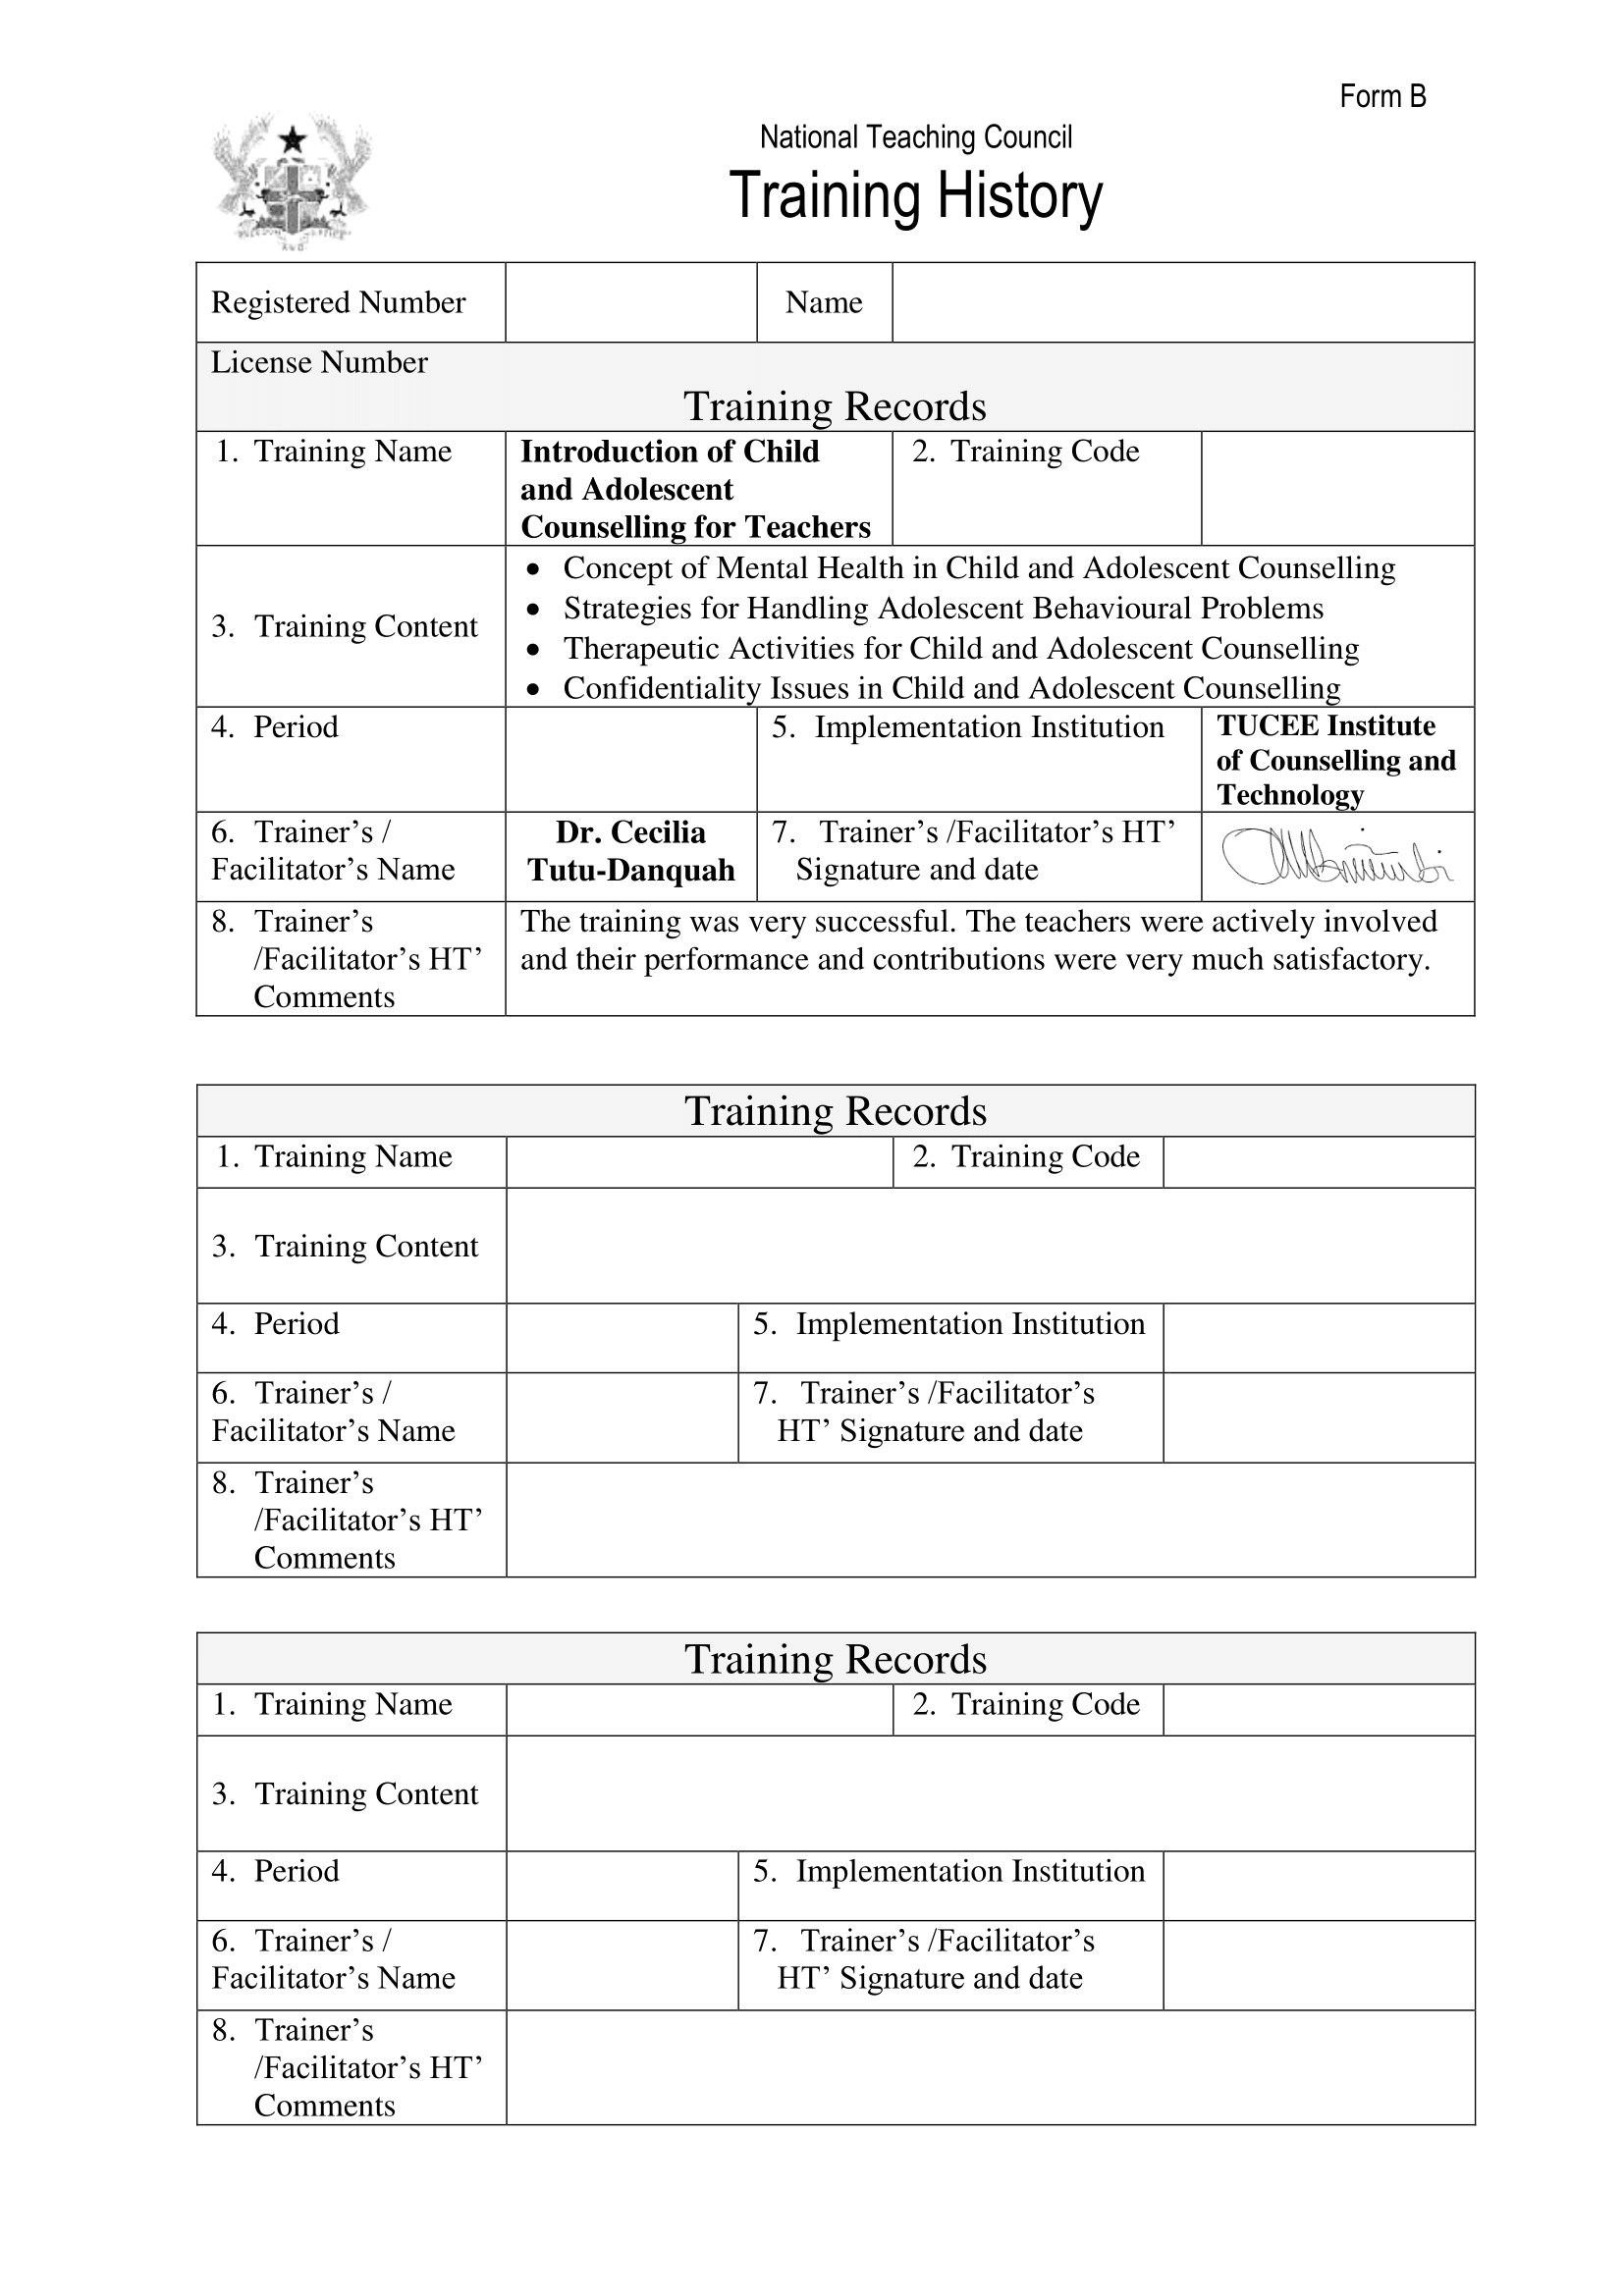 Form B
National Teaching Council
Training History
Registered Number Name
License Number
Training Records
1. Training Name Introduction of Child and Adolescent Counselling for Teachers 2. Training Code
3. Training Content
• Concept of Mental Health in Child and Adolescent Counselling
• Strategies for Handling Adolescent Behavioural Problems
• Therapeutic Activities for Child and Adolescent Counselling
• Confidentiality Issues in Child and Adolescent Counselling
4. Period
5. Implementation Institution
TUCEE Institute
of Counselling and
Technology
6. Trainer’s /
Facilitator’s Name
Dr. Cecilia
Tutu-Danquah
7. Trainer’s /Facilitator’s HT’
Signature and date
8. Trainer’s
/Facilitator’s HT’
Comments
The training was very successful. The teachers were actively involved
and their performance and contributions were very much satisfactory.
Training Records
1. Training Name 2. Training Code
3. Training Content
4. Period 5. Implementation Institution
6. Trainer’s /
Facilitator’s Name
7. Trainer’s /Facilitator’s
HT’ Signature and date
8. Trainer’s
/Facilitator’s HT’
Comments
Training Records
1. Training Name 2. Training Code
3. Training Content
4. Period 5. Implementation Institution
6. Trainer’s /
Facilitator’s Name
7. Trainer’s /Facilitator’s
HT’ Signature and date
8. Trainer’s
/Facilitator’s HT’
Comments